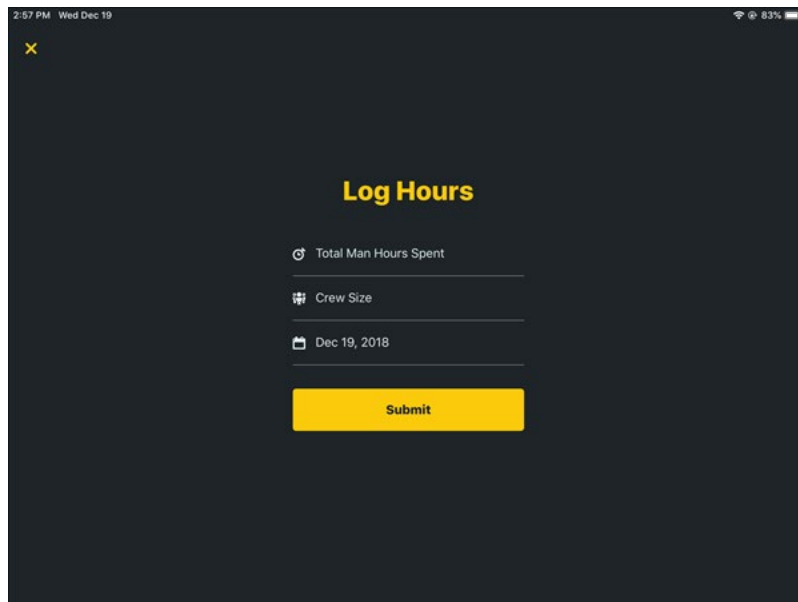 2:57 PM Wed Dec 19
83%
Log Hours
Total Man Hours Spent
Crew Size
Dec 19, 2018
Submit